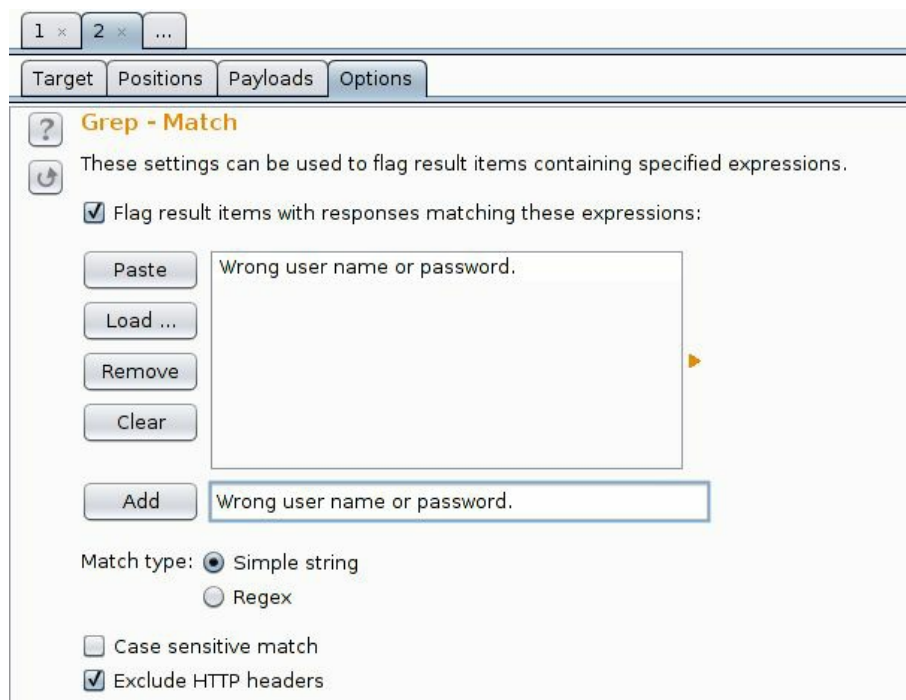 1 × 2 × ...
Target Positions Payloads Options
? Grep - Match
These settings can be used to flag result items containing specified expressions.
Flag result items with responses matching these expressions:
Paste Wrong user name or password.
Load ...
Remove
Clear
Add Wrong user name or password.
Match type: Simple string
Regex
Case sensitive match
Exclude HTTP headers